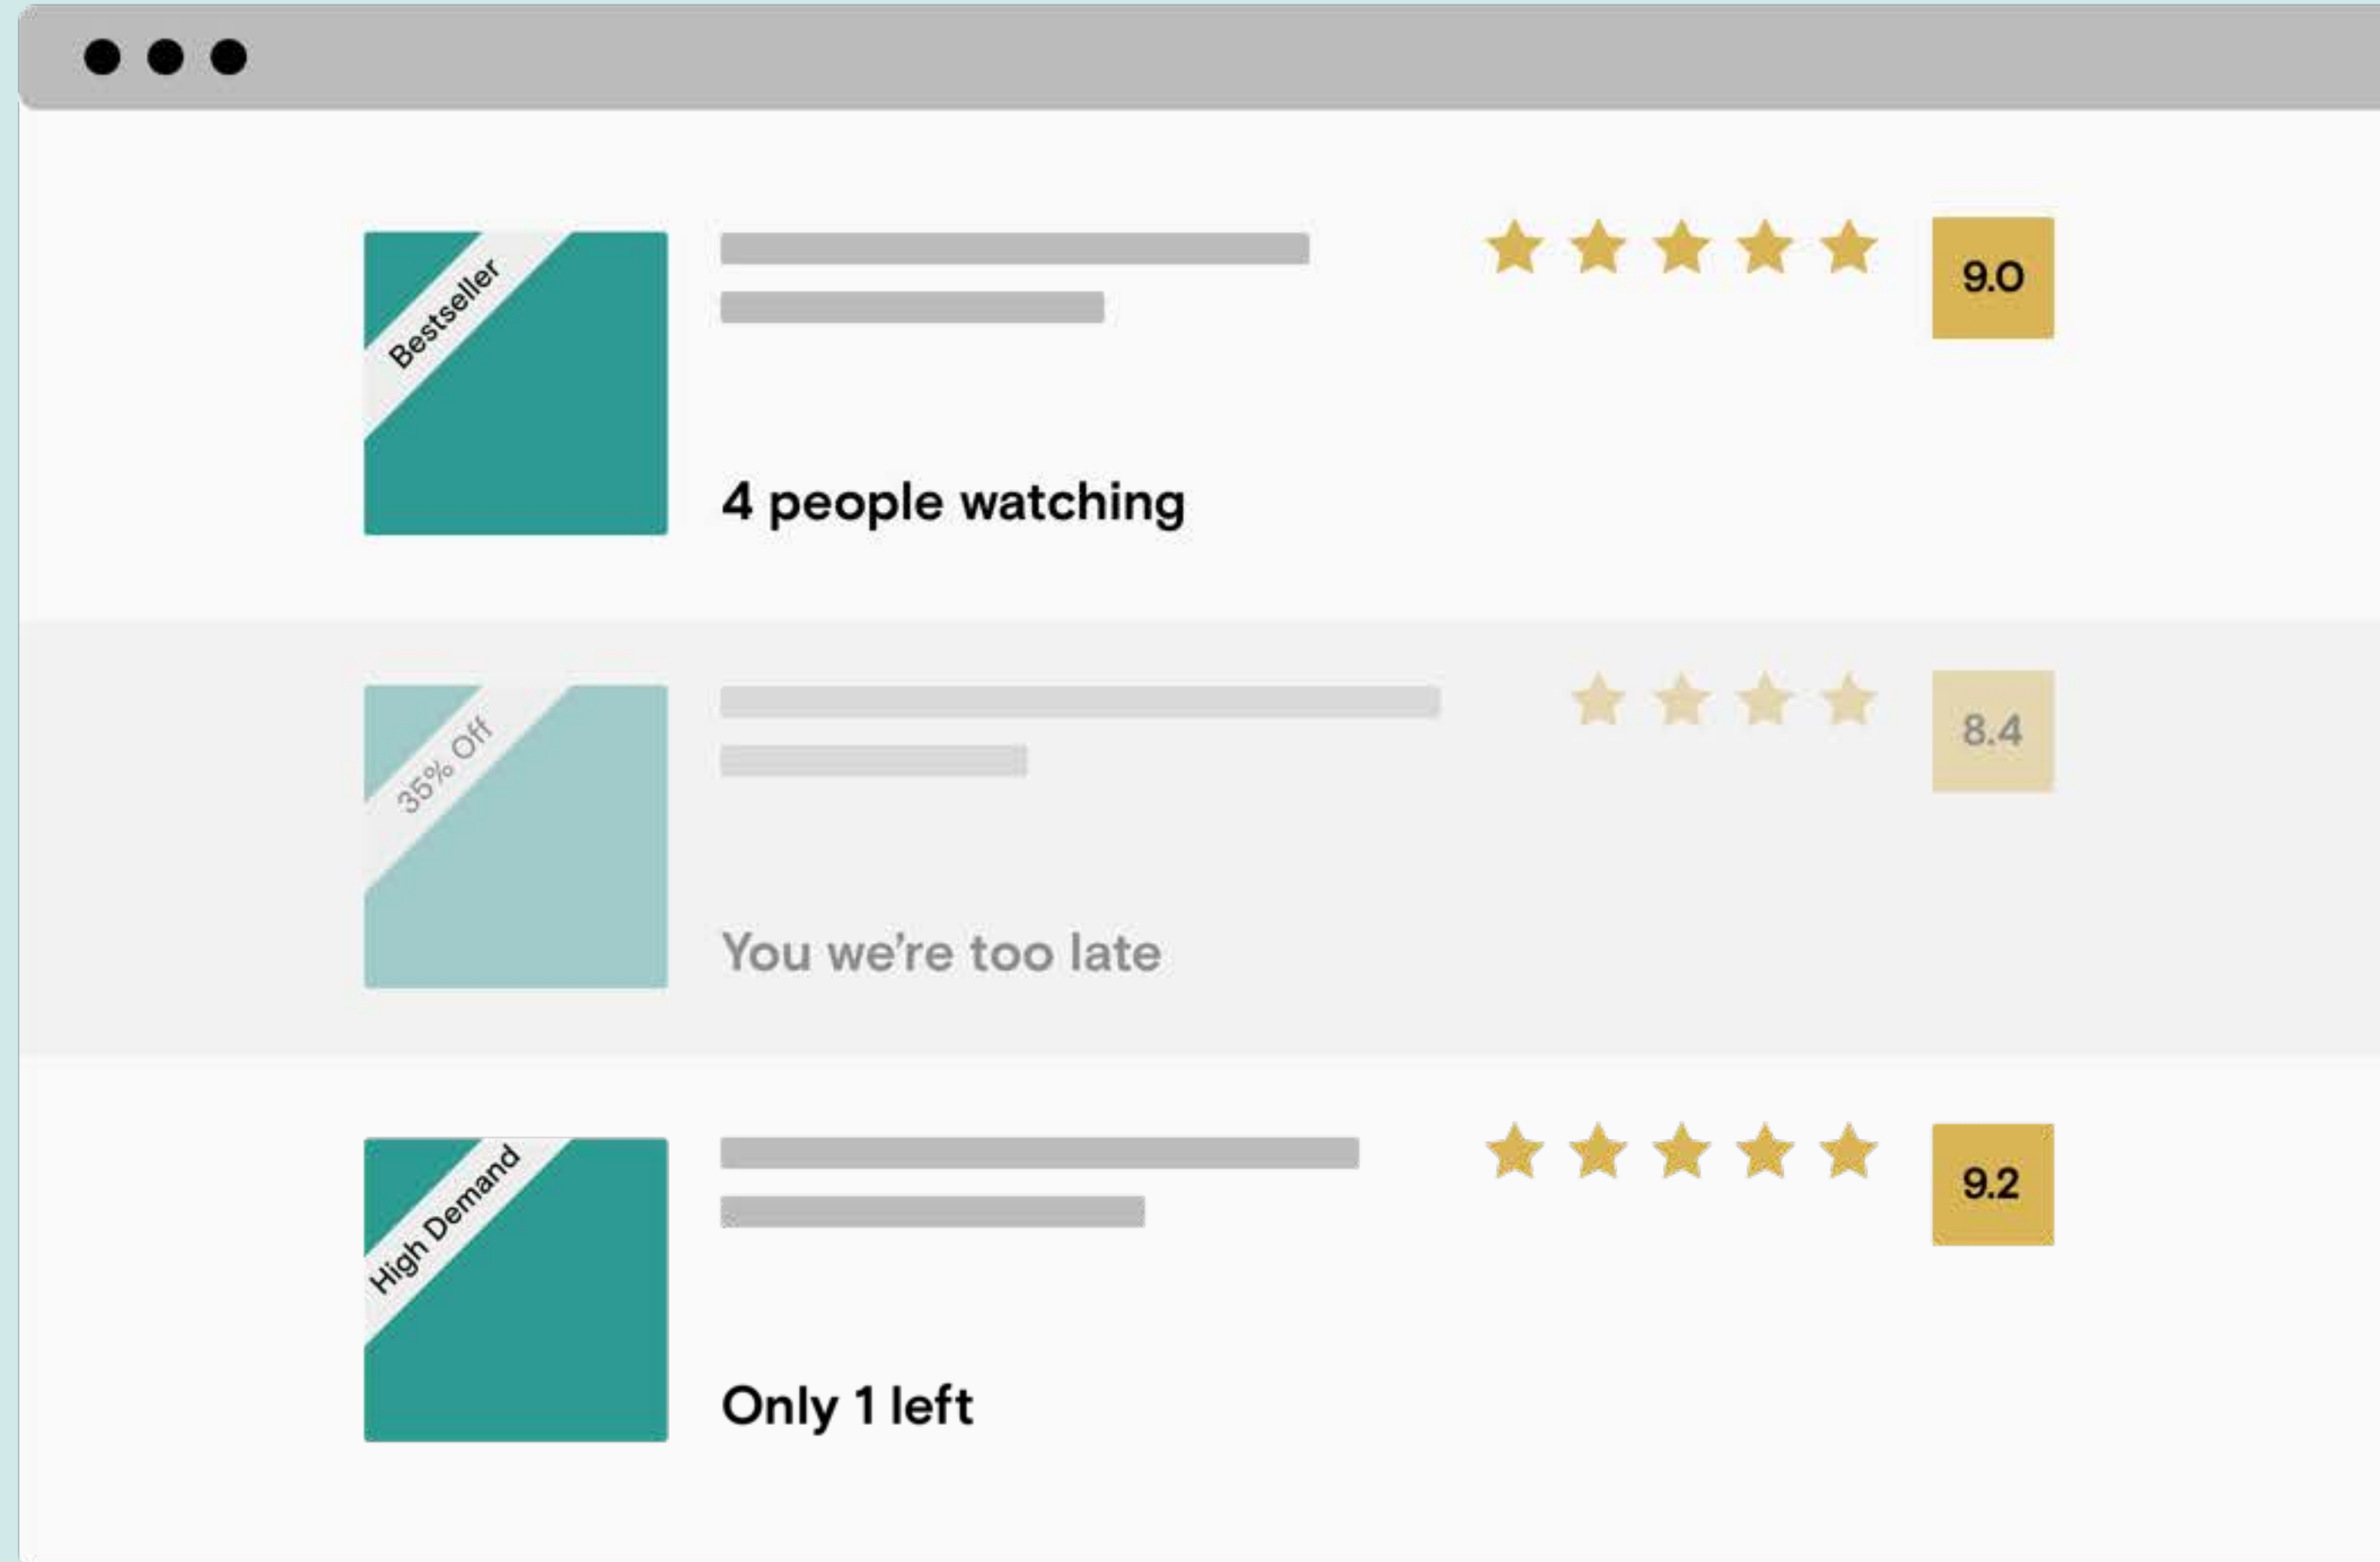 Bestseller
9.0
4 people watching
35% Off
8.4
You we’re too late
High Demand
9.2
Only 1 left